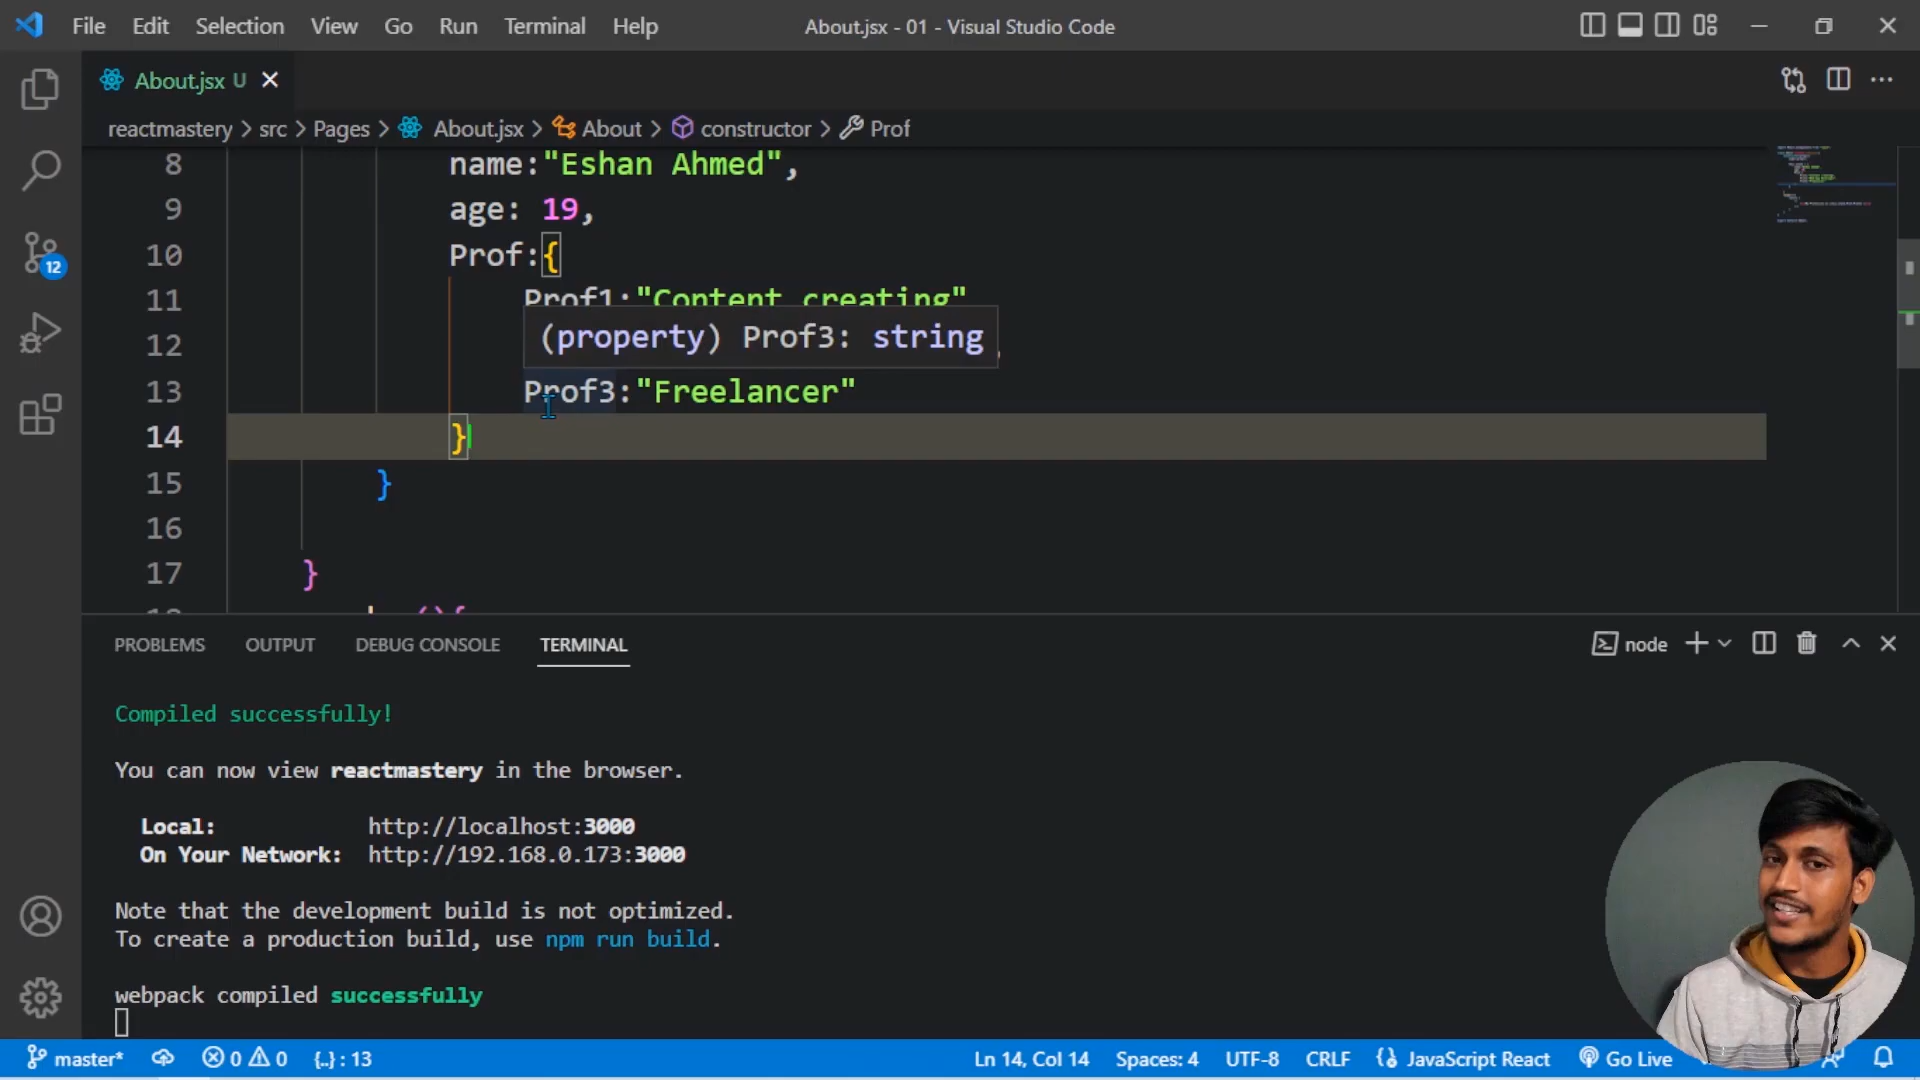 File Edit Selection View Go Run Terminal Help
About.jsx - 01 - Visual Studio Code
About.jsx U
reactmastery > src > Pages > About.jsx > About > constructor > Prof
8 name:"Eshan Ahmed",
9 age: 19,
10 Prof:{
11 Prof1:"Content creating"
12 (property) Prof3: string
13 Prof3:"Freelancer"
14 }
15 }
16
17 }
12
PROBLEMS OUTPUT DEBUG CONSOLE TERMINAL
node
Compiled successfully!
You can now view reactmastery in the browser.
Local: http://localhost:3000
On Your Network: http://192.168.0.173:3000
Note that the development build is not optimized.
To create a production build, use npm run build.
webpack compiled successfully
master* 0 0 {..} : 13 Ln 14, Col 14 Spaces: 4 UTF-8 CRLF JavaScript React Go Live